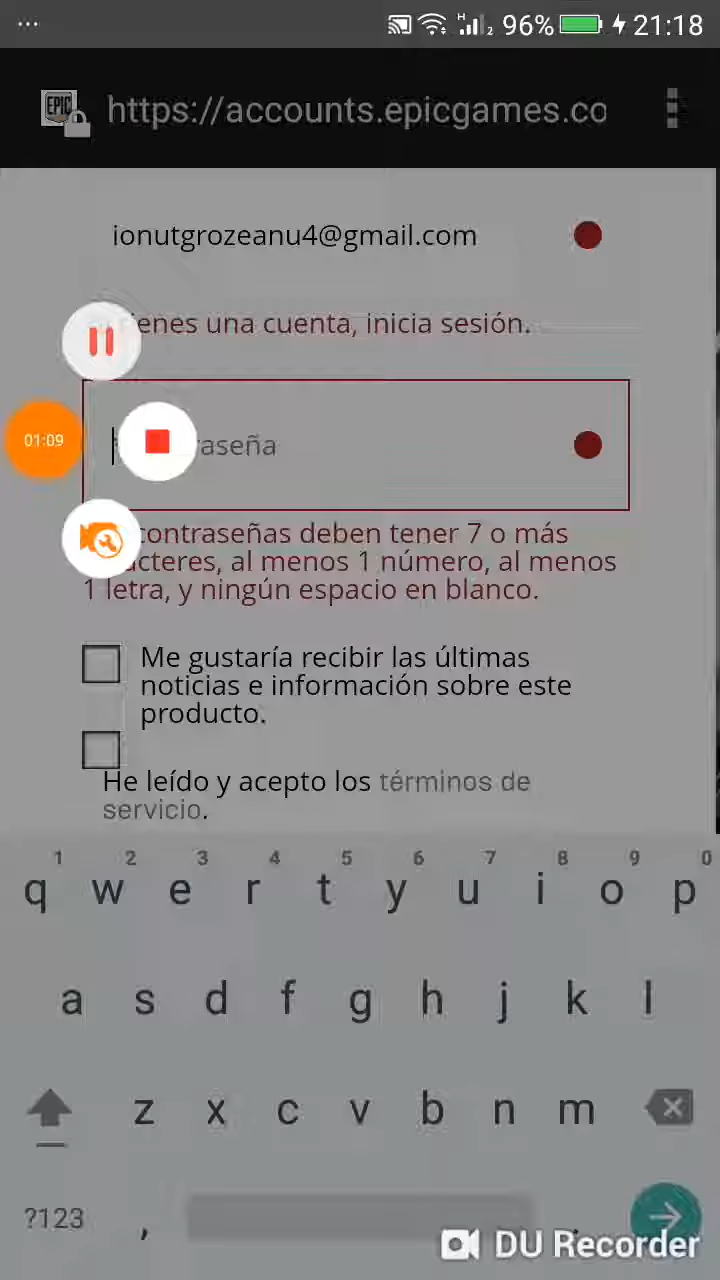 ... H 2 96% 21:18
EPIC https://accounts.epicgames.co
ionutgrozeanu4@gmail.com
ienes una cuenta, inicia sesión.
01:09
raseña
contraseñas deben tener 7 o más
cteres, al menos 1 número, al menos
1 letra, y ningún espacio en blanco.
Me gustaría recibir las últimas
noticias e información sobre este
producto.
He leído y acepto los términos de
servicio.
1 2 3 4 5 6 7 8 9 0
q w e r t y u i o p
a s d f g h j k l
z x c v b n m
?123 , .
DU Recorder